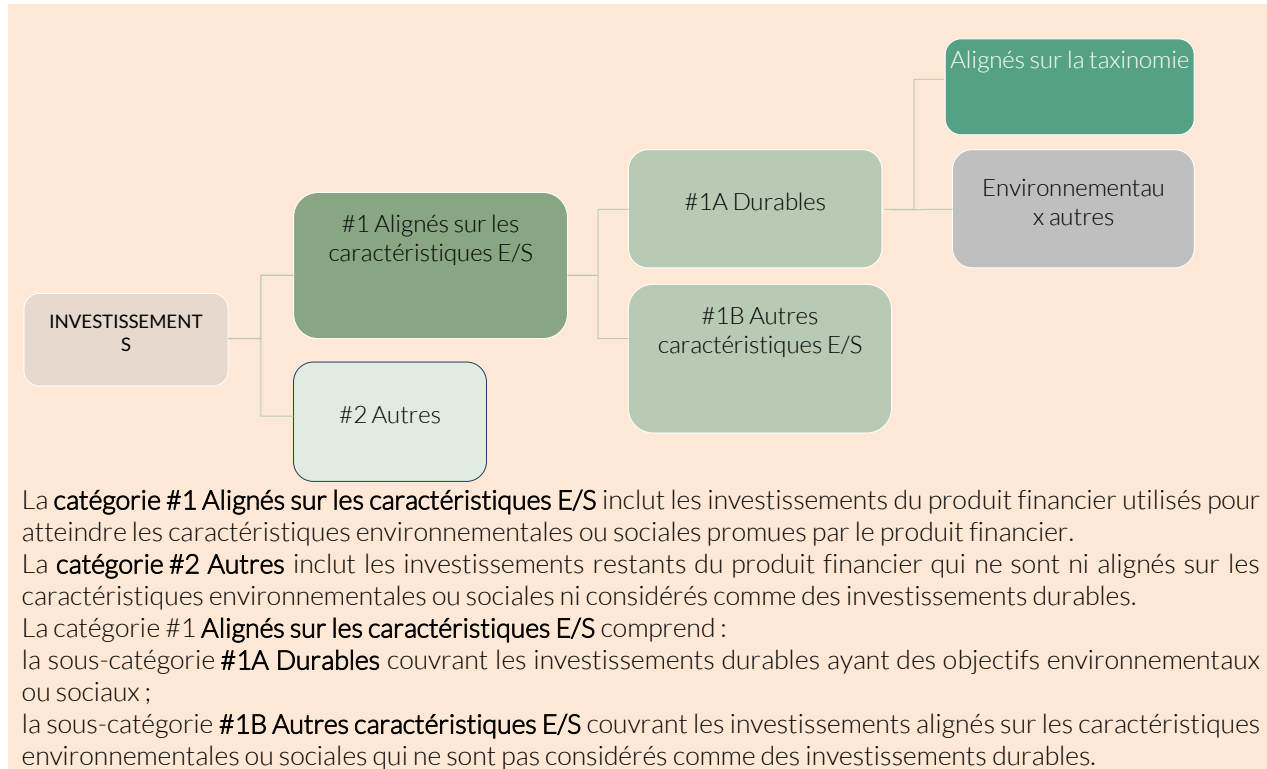 Alignés sur la taxinomie
Environnementau
x autres
#1A Durables
#1 Alignés sur les
caractéristiques E/S
#1B Autres
caractéristiques E/S
INVESTISSEMENT
S
#2 Autres
La catégorie #1 Alignés sur les caractéristiques E/S inclut les investissements du produit financier utilisés pour
atteindre les caractéristiques environnementales ou sociales promues par le produit financier.
La catégorie #2 Autres inclut les investissements restants du produit financier qui ne sont ni alignés sur les
caractéristiques environnementales ou sociales ni considérés comme des investissements durables.
La catégorie #1 Alignés sur les caractéristiques E/S comprend :
la sous-catégorie #1A Durables couvrant les investissements durables ayant des objectifs environnementaux
ou sociaux ;
la sous-catégorie #1B Autres caractéristiques E/S couvrant les investissements alignés sur les caractéristiques
environnementales ou sociales qui ne sont pas considérés comme des investissements durables.